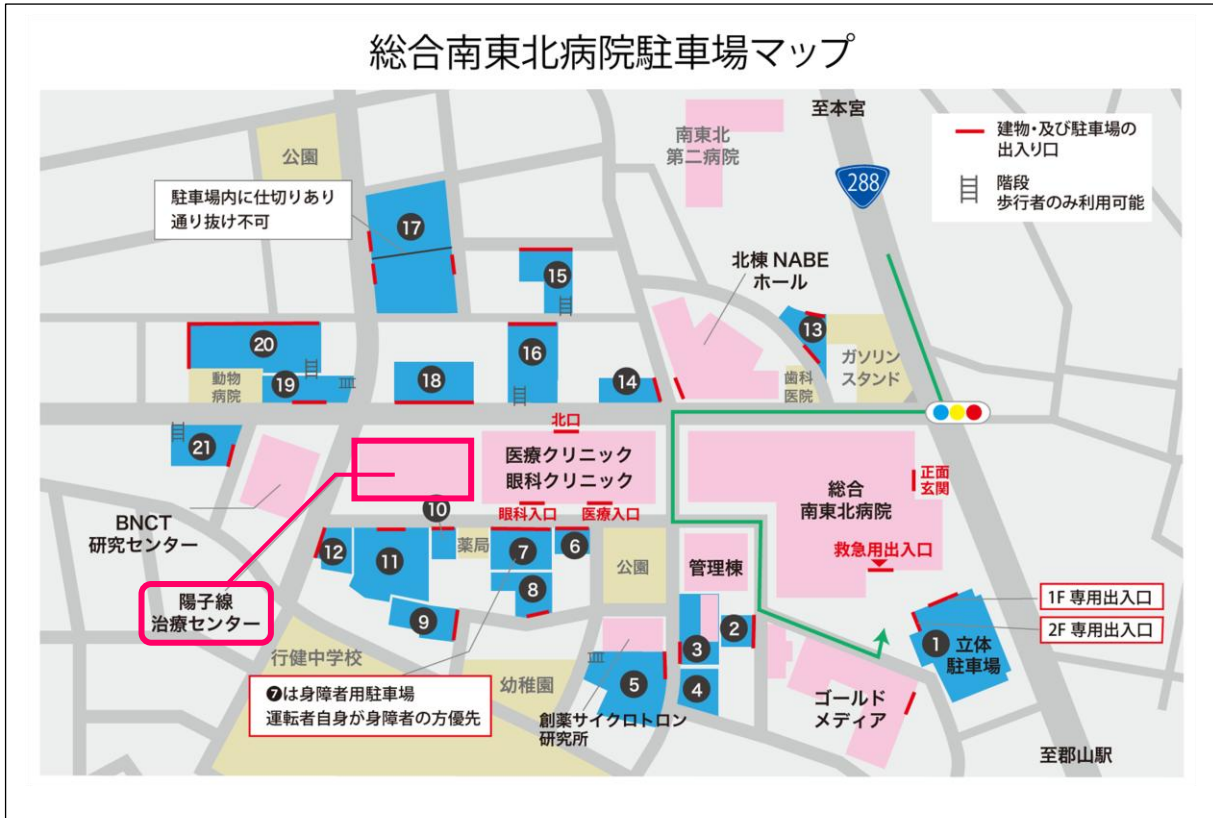 総合南東北病院駐車場マップ
至本宮
288
建物・及び駐車場の
出入り口
階段
歩行者のみ利用可能
南東北
第二病院
公園
駐車場内に仕切りあり
通り抜け不可
17
15
北棟 NABE
ホール
13
ガソリン
スタンド
歯科
医院
20
動物
病院
19
18
16
14
21
北口
医療クリニック
眼科クリニック
眼科入口
医療入口
総合
南東北病院
正面
玄関
救急用出入口
BNCT
研究センター
陽子線
治療センター
10
薬局
12
11
7
6
8
9
公園
管理棟
2
3
4
5
1
立体
駐車場
1F 専用出入口
2F 専用出入口
行健中学校
幼稚園
❼は身障者用駐車場
運転者自身が身障者の方優先
創薬サイクロトロン
研究所
ゴールド
メディア
至郡山駅